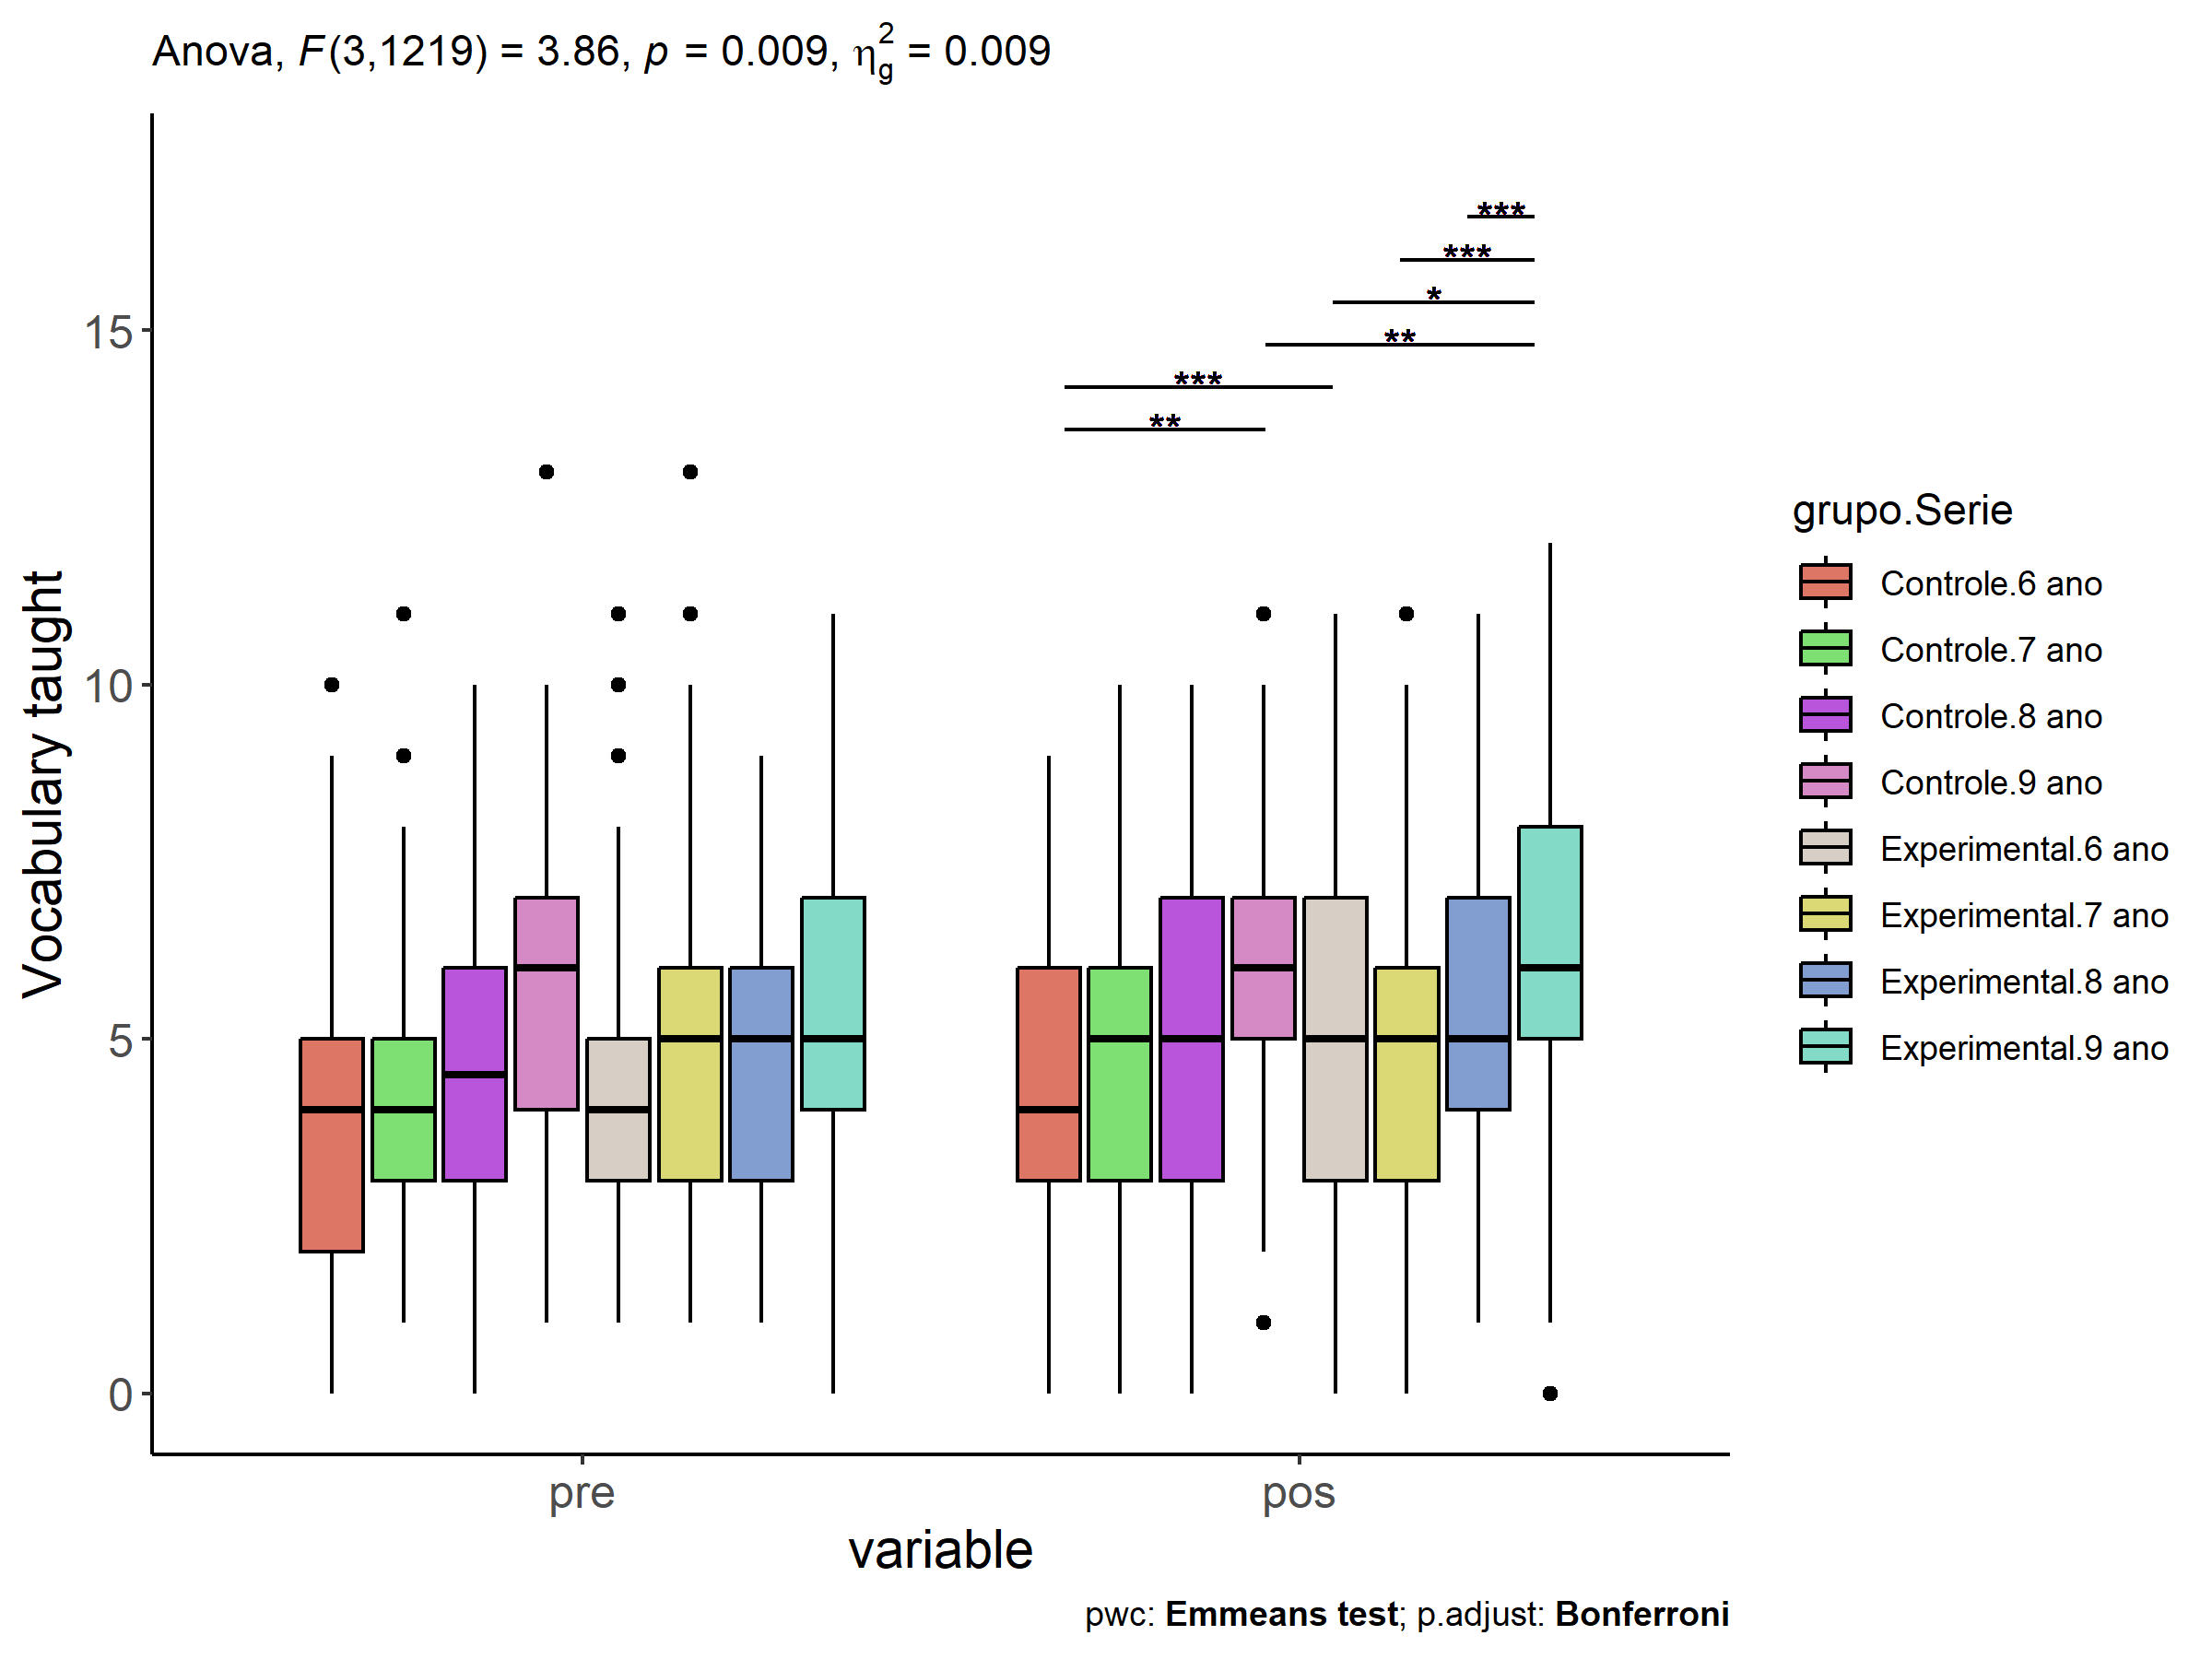 Anova, F(3,1219) = 3.86, p = 0.009, η²g = 0.009
***
***
*
**
***
**
15
10
5
0
Vocabulary taught
pre
pos
variable
grupo.Serie
Controle.6 ano
Controle.7 ano
Controle.8 ano
Controle.9 ano
Experimental.6 ano
Experimental.7 ano
Experimental.8 ano
Experimental.9 ano
pwc: Emmeans test; p.adjust: Bonferroni